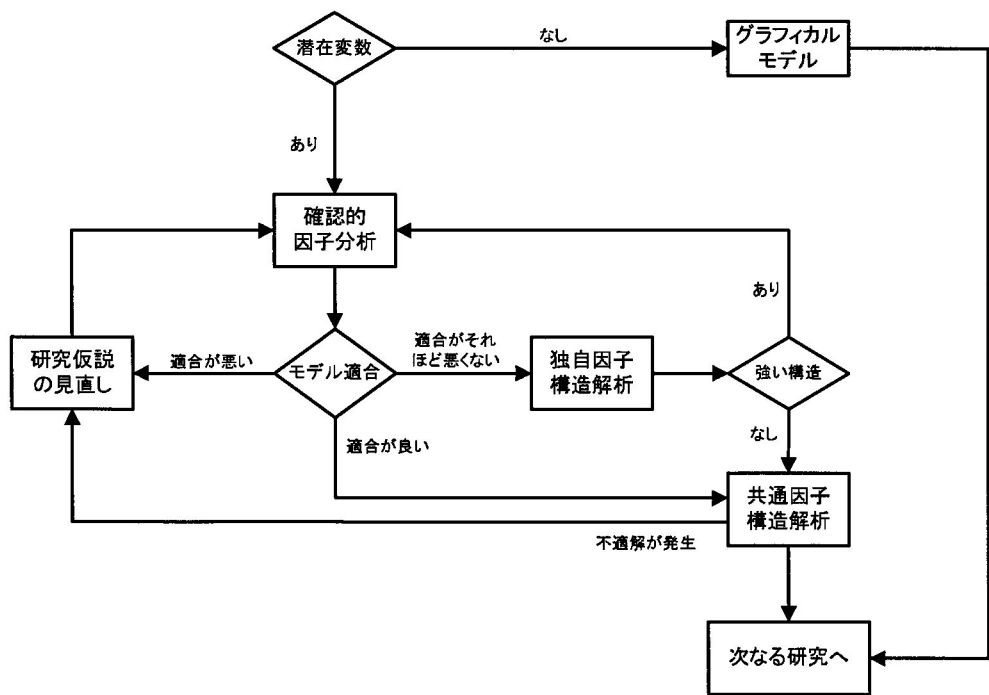 潜在変数
なし
グラフィカル
モデル
あり
確認的
因子分析
あり
研究仮説
の見直し
適合が悪い
モデル適合
適合がそれ
ほど悪くない
独自因子
構造解析
強い構造
適合が良い
なし
共通因子
構造解析
不適解が発生
次なる研究へ